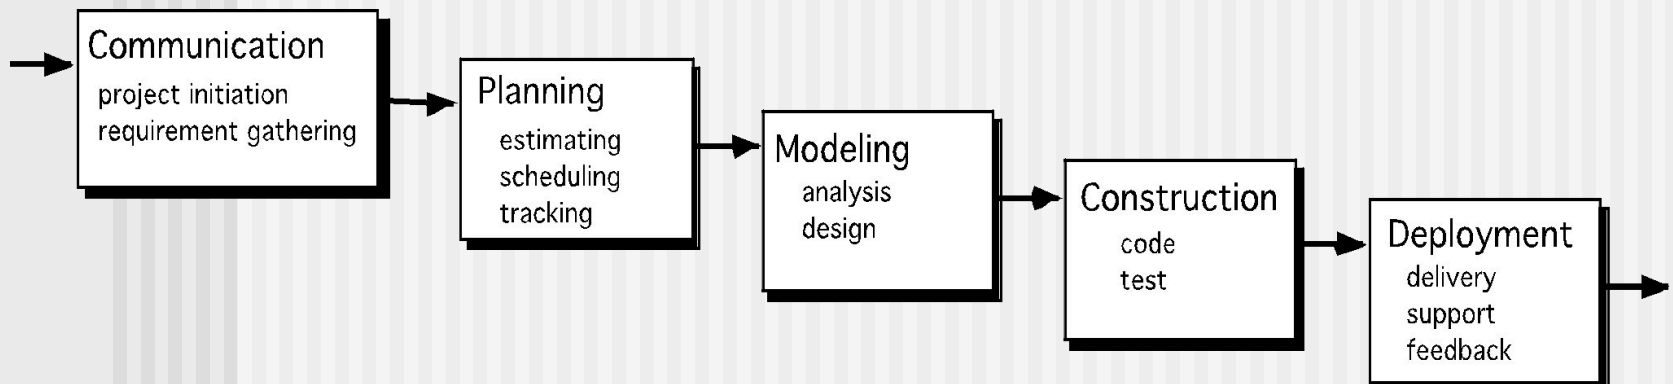 Communication
project initiation
requirement gathering
Planning
estimating
scheduling
tracking
Modeling
analysis
design
Construction
code
test
Deployment
delivery
support
feedback